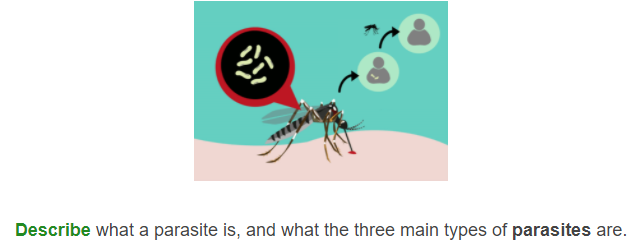 Describe what a parasite is, and what the three main types of parasites are.